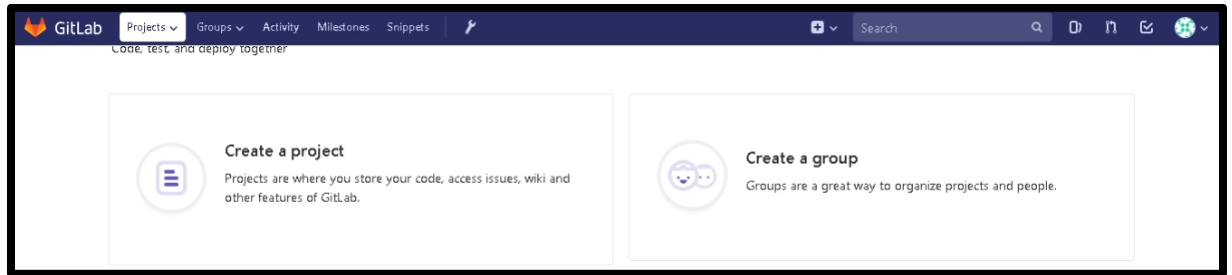 GitLab Projects Groups Activity Milestones Snippets Search
Code, test, and deploy together
Create a project
Projects are where you store your code, access issues, wiki and
other features of GitLab.
Create a group
Groups are a great way to organize projects and people.